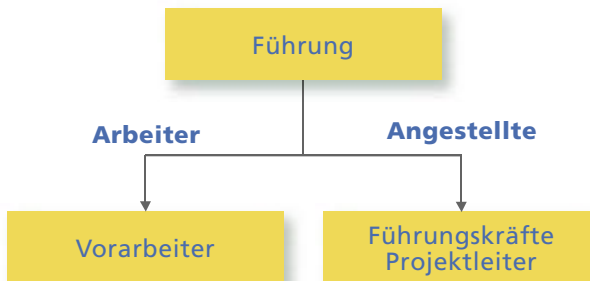 Führung
Arbeiter
Angestellte
Vorarbeiter
Führungskräfte
Projektleiter